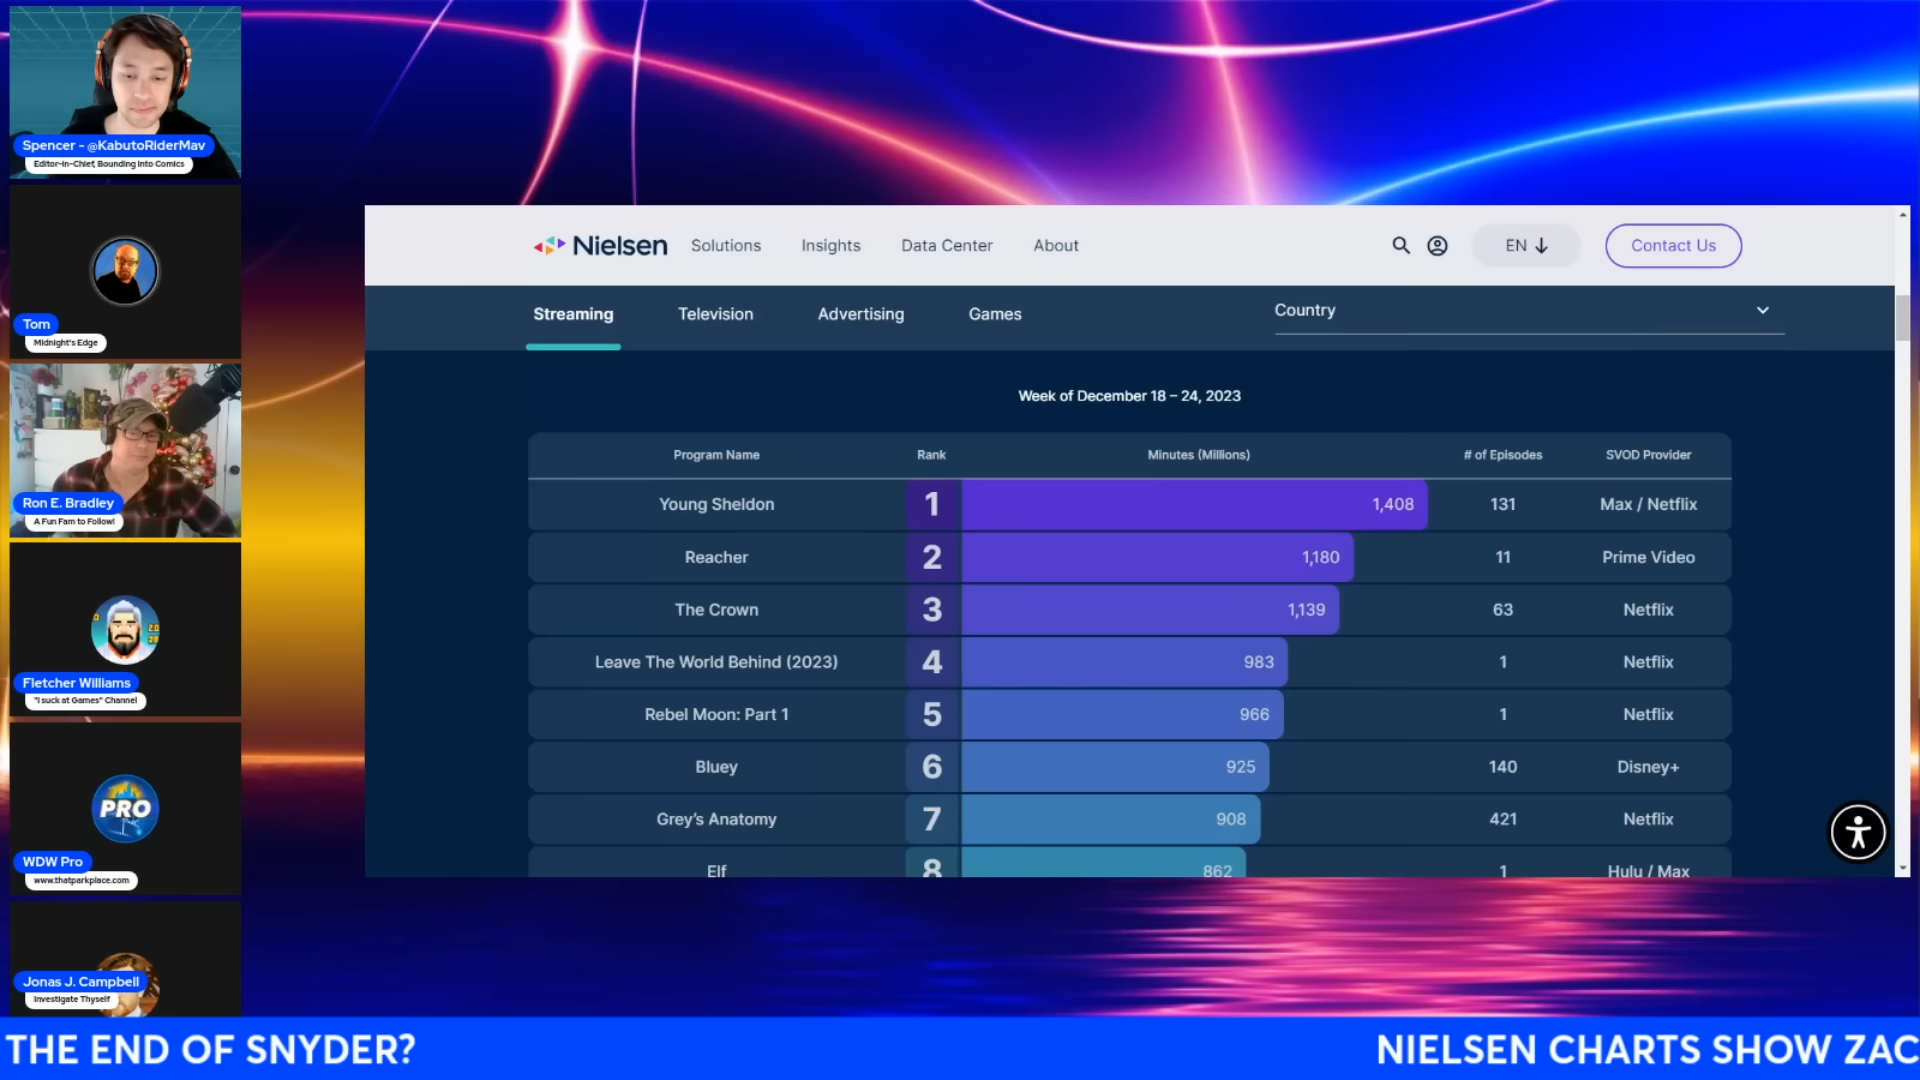 Spencer - @KabutoRiderMav
Editor-in-Chief, Bounding Into Comics
Tom
Midnight's Edge
Ron E. Bradley
A Fun Fam to Follow!
Fletcher Williams
"I suck at Games" Channel
PRO
WDW Pro
www.thatparkplace.com
Jonas J. Campbell
Investigate Thyself
Nielsen Solutions Insights Data Center About EN Contact Us
Streaming Television Advertising Games Country
Week of December 18 – 24, 2023
Program Name Rank Minutes (Millions) # of Episodes SVOD Provider
Young Sheldon 1 1,408 131 Max / Netflix
Reacher 2 1,180 11 Prime Video
The Crown 3 1,139 63 Netflix
Leave The World Behind (2023) 4 983 1 Netflix
Rebel Moon: Part 1 5 966 1 Netflix
Bluey 6 925 140 Disney+
Grey's Anatomy 7 908 421 Netflix
Elf 8 862 1 Hulu / Max
THE END OF SNYDER? NIELSEN CHARTS SHOW ZAC